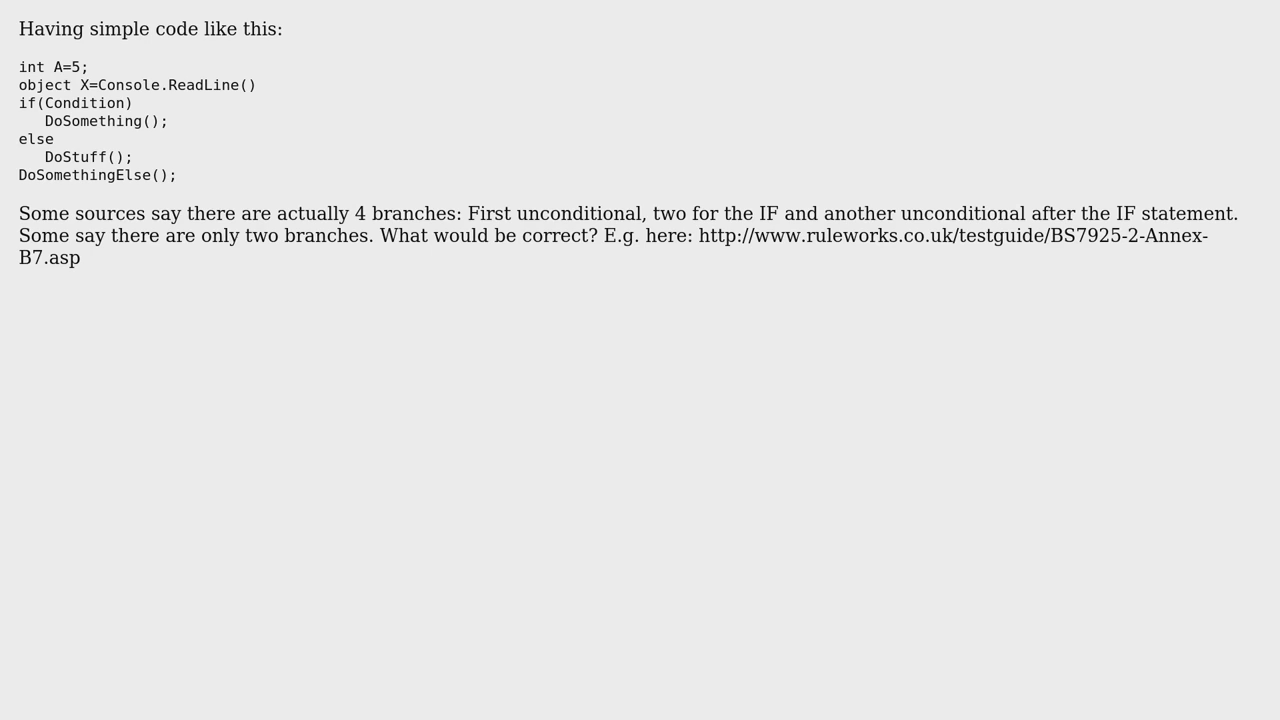 Having simple code like this:
int A=5;
object X=Console.ReadLine()
if(Condition)
   DoSomething();
else
   DoStuff();
DoSomethingElse();
Some sources say there are actually 4 branches: First unconditional, two for the IF and another unconditional after the IF statement.
Some say there are only two branches. What would be correct? E.g. here: http://www.ruleworks.co.uk/testguide/BS7925-2-Annex-
B7.asp